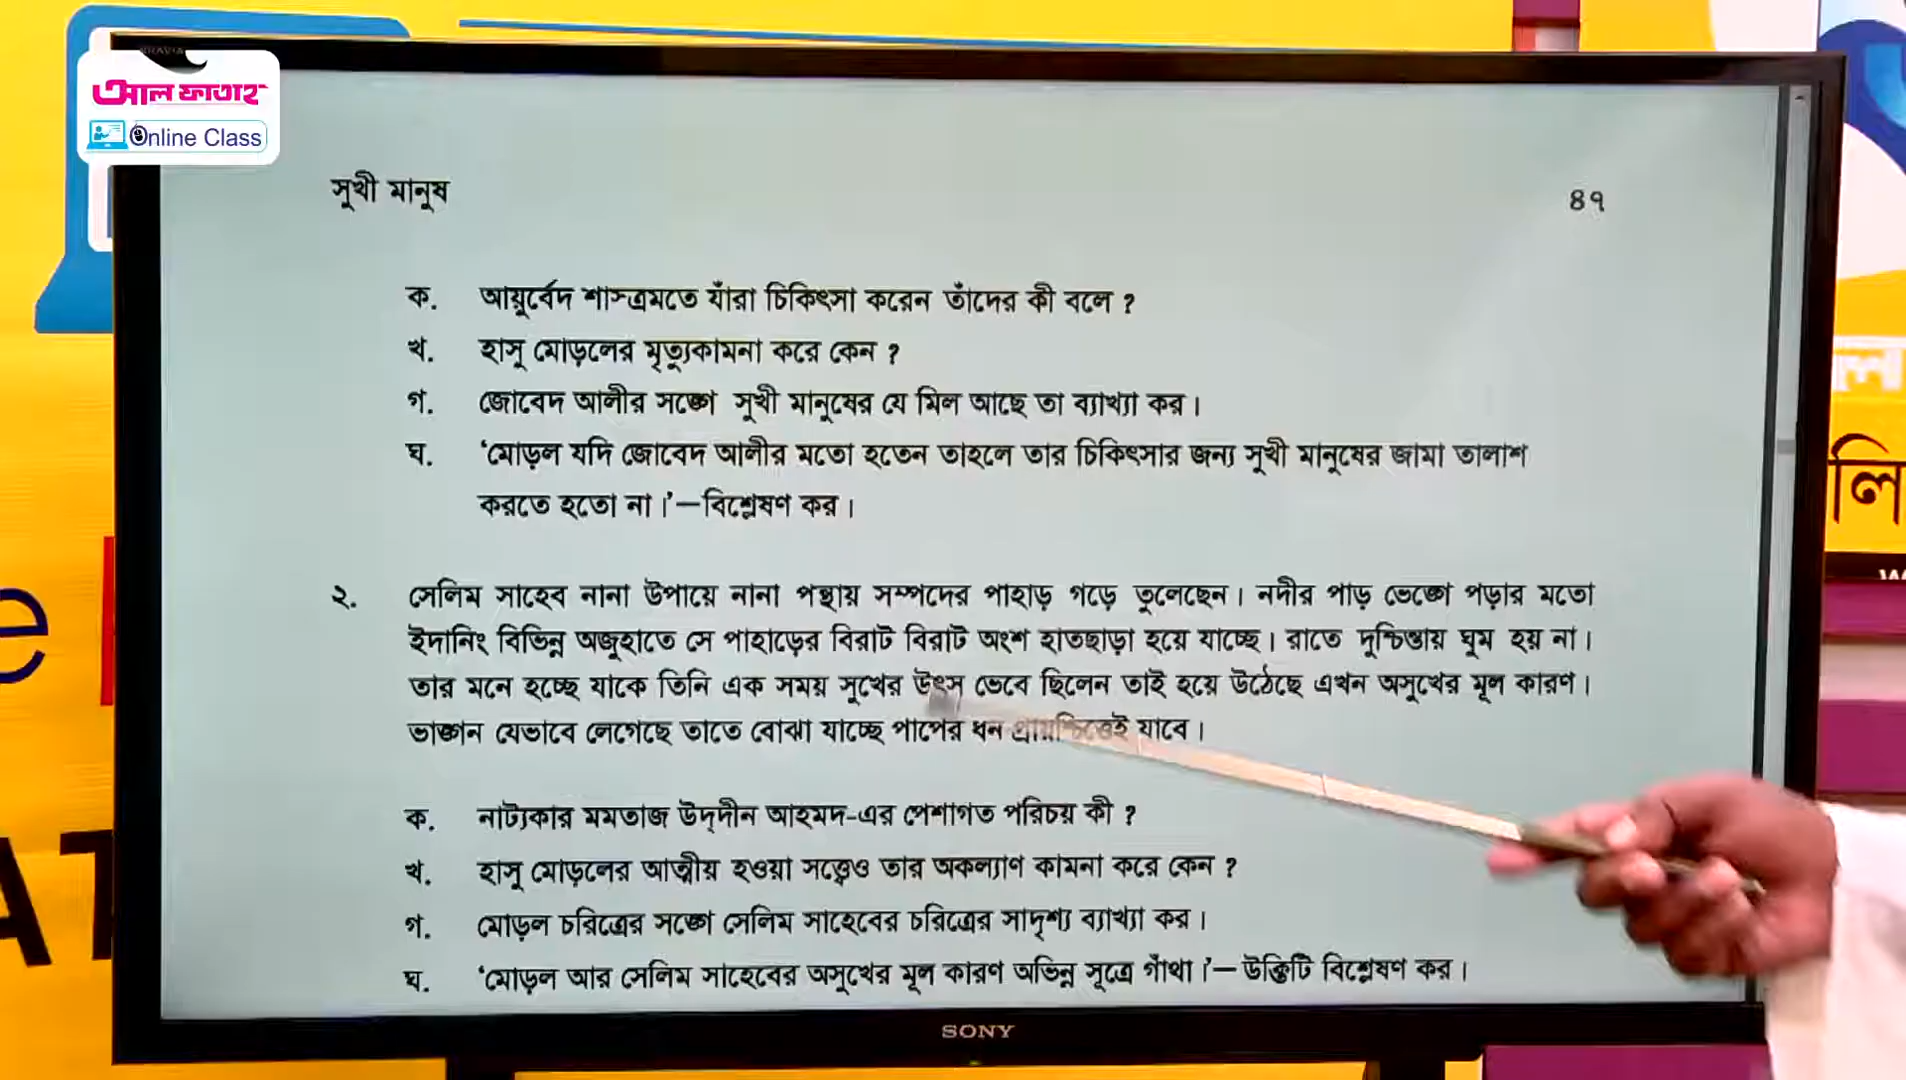 BRAVIA
আল ফাতাহ
Online Class
সুখী মানুষ
৪৭
ক. আয়ুর্বেদ শাস্ত্রমতে যাঁরা চিকিৎসা করেন তাঁদের কী বলে ?
খ. হাসু মোড়লের মৃত্যুকামনা করে কেন ?
গ. জোবেদ আলীর সঙ্গে সুখী মানুষের যে মিল আছে তা ব্যাখ্যা কর।
ঘ. ‘মোড়ল যদি জোবেদ আলীর মতো হতেন তাহলে তার চিকিৎসার জন্য সুখী মানুষের জামা তালাশ
করতে হতো না।’—বিশ্লেষণ কর।
২. সেলিম সাহেব নানা উপায়ে নানা পন্থায় সম্পদের পাহাড় গড়ে তুলেছেন। নদীর পাড় ভেঙ্গে পড়ার মতো
ইদানিং বিভিন্ন অজুহাতে সে পাহাড়ের বিরাট বিরাট অংশ হাতছাড়া হয়ে যাচ্ছে। রাতে দুশ্চিন্তায় ঘুম হয় না।
তার মনে হচ্ছে যাকে তিনি এক সময় সুখের উৎস ভেবে ছিলেন তাই হয়ে উঠেছে এখন অসুখের মূল কারণ।
ভাঙ্গন যেভাবে লেগেছে তাতে বোঝা যাচ্ছে পাপের ধন প্রায়শ্চিত্তেই যাবে।
ক. নাট্যকার মমতাজ উদ্‌দীন আহমদ-এর পেশাগত পরিচয় কী ?
খ. হাসু মোড়লের আত্মীয় হওয়া সত্ত্বেও তার অকল্যাণ কামনা করে কেন ?
গ. মোড়ল চরিত্রের সঙ্গে সেলিম সাহেবের চরিত্রের সাদৃশ্য ব্যাখ্যা কর।
ঘ. ‘মোড়ল আর সেলিম সাহেবের অসুখের মূল কারণ অভিন্ন সূত্রে গাঁথা।’— উক্তিটি বিশ্লেষণ কর।
SONY